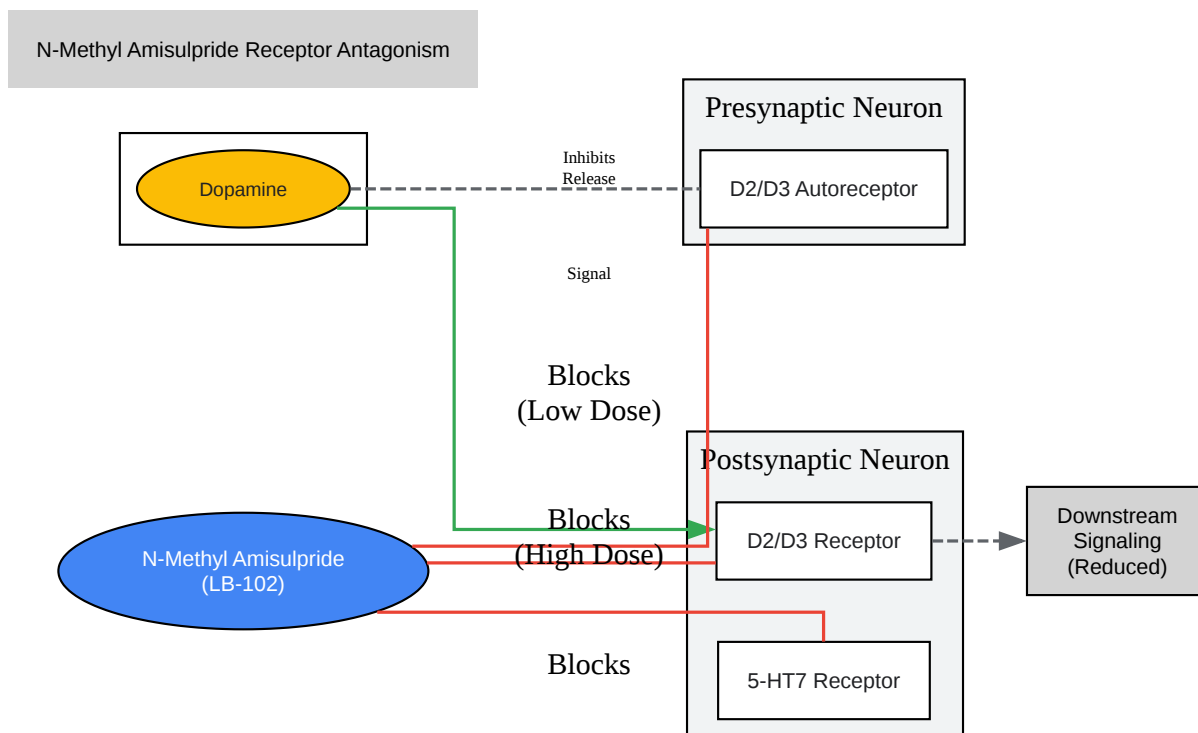 N-Methyl Amisulpride Receptor Antagonism
Presynaptic Neuron
Dopamine
Inhibits
Release
D2/D3 Autoreceptor
Signal
Blocks
(Low Dose)
Postsynaptic Neuron
Blocks
(High Dose)
D2/D3 Receptor
Downstream
Signaling
(Reduced)
N-Methyl Amisulpride
(LB-102)
Blocks
5-HT7 Receptor